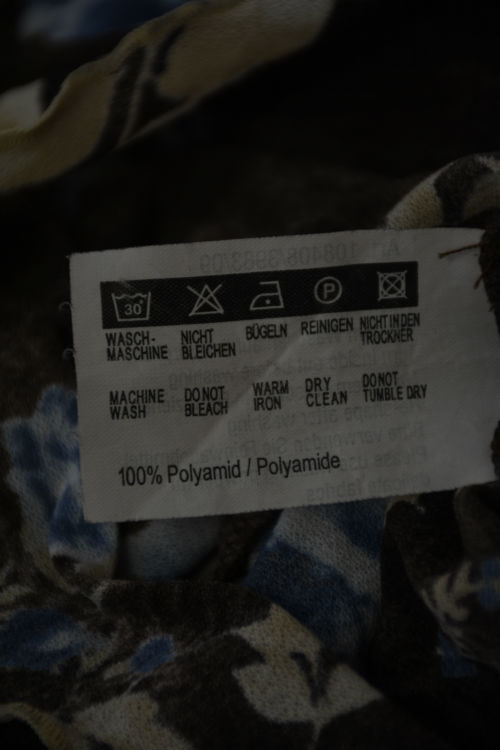 30 P
WASCH- NICHT BÜGELN REINIGEN NICHT IN DEN
MASCHINE BLEICHEN TROCKNER
MACHINE DO NOT WARM DRY DO NOT
WASH BLEACH IRON CLEAN TUMBLE DRY
100% Polyamid / Polyamide